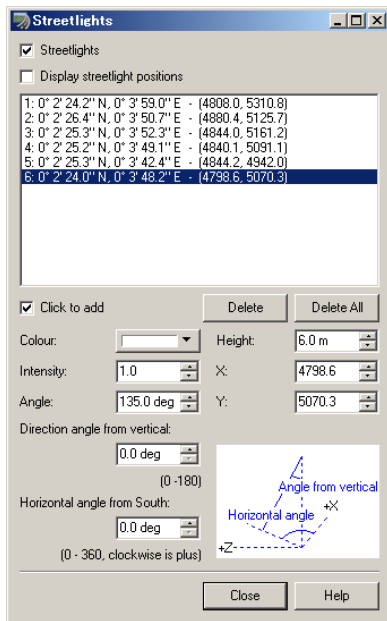 Streetlights
Streetlights
Display streetlight positions
1: 0° 2' 24.2'' N, 0° 3' 59.0'' E - (4808.0, 5310.8)
2: 0° 2' 26.4'' N, 0° 3' 50.7'' E - (4880.4, 5125.7)
3: 0° 2' 25.3'' N, 0° 3' 52.3'' E - (4844.0, 5161.2)
4: 0° 2' 25.2'' N, 0° 3' 49.1'' E - (4840.1, 5091.1)
5: 0° 2' 25.3'' N, 0° 3' 42.4'' E - (4844.2, 4942.0)
6: 0° 2' 24.0'' N, 0° 3' 48.2'' E - (4798.6, 5070.3)
Click to add Delete Delete All
Colour: Height: 6.0 m
Intensity: 1.0 X: 4798.6
Angle: 135.0 deg Y: 5070.3
Direction angle from vertical:
0.0 deg
(0 -180)
Horizontal angle from South:
0.0 deg
(0 - 360, clockwise is plus)
Angle from vertical
+X
Horizontal angle
+Z
Close Help